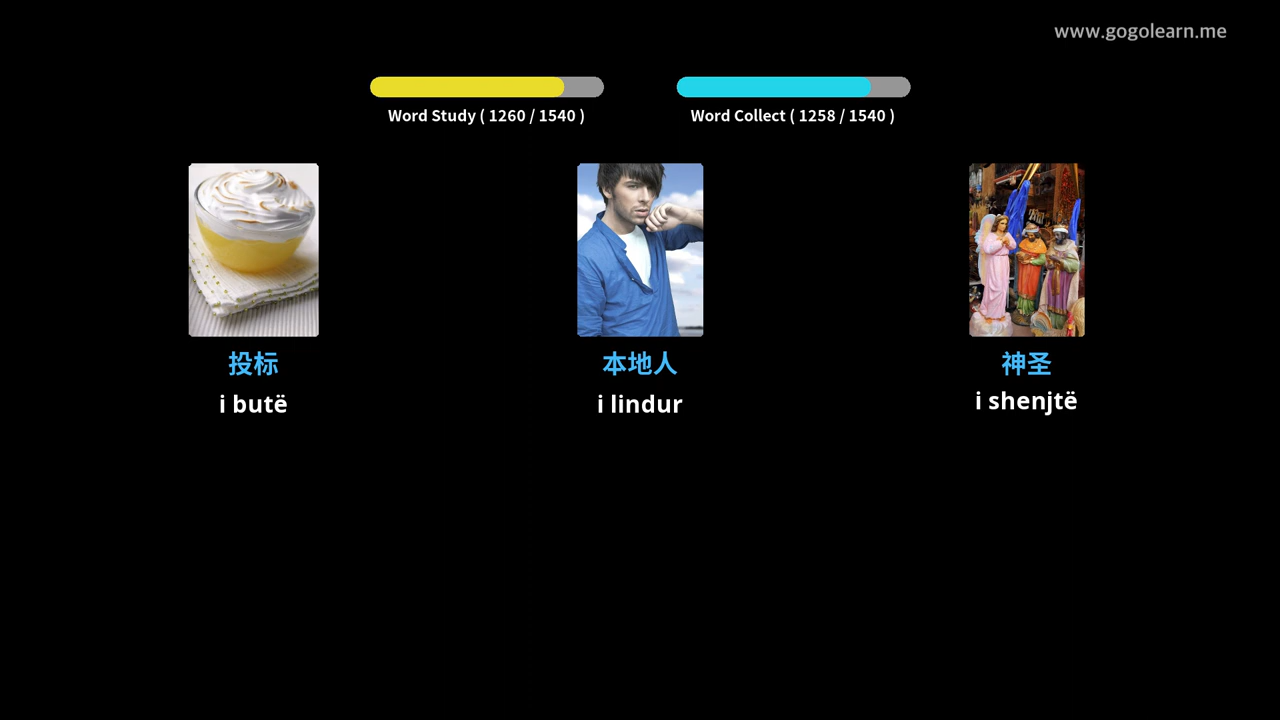 www.gogolearn.me
Word Study ( 1260 / 1540 )
Word Collect ( 1258 / 1540 )
投标
本地人
神圣
i butë
i lindur
i shenjtë